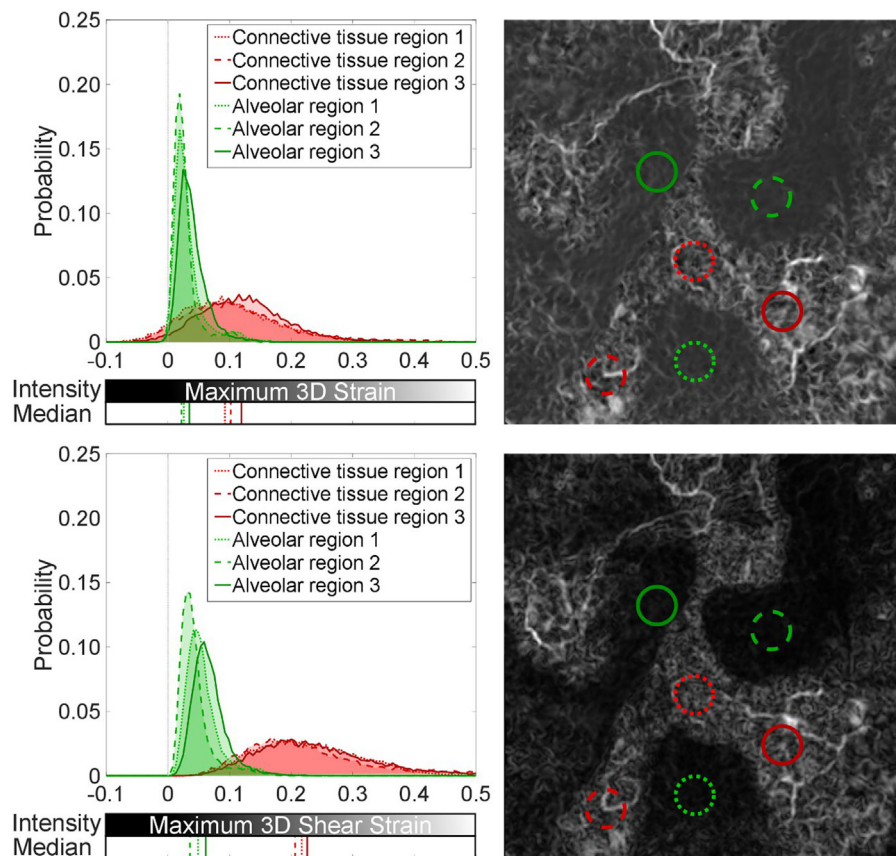 0.25
0.20
0.15
0.10
0.05
0
Probability
Connective tissue region 1
Connective tissue region 2
Connective tissue region 3
Alveolar region 1
Alveolar region 2
Alveolar region 3
-0.1 0 0.1 0.2 0.3 0.4 0.5
Intensity Maximum 3D Strain
Median
0.25
0.20
0.15
0.10
0.05
0
Probability
Connective tissue region 1
Connective tissue region 2
Connective tissue region 3
Alveolar region 1
Alveolar region 2
Alveolar region 3
-0.1 0 0.1 0.2 0.3 0.4 0.5
Intensity Maximum 3D Shear Strain
Median